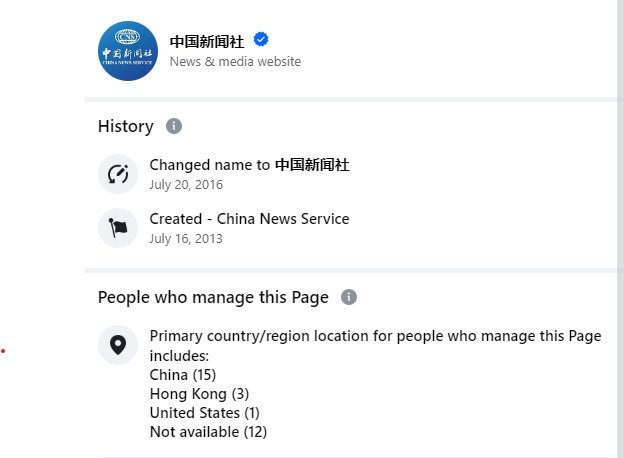 CNS
中国新闻社
CHINA NEWS SERVICE
中国新闻社
News & media website
History
Changed name to 中国新闻社
July 20, 2016
Created - China News Service
July 16, 2013
People who manage this Page
Primary country/region location for people who manage this Page
includes:
China (15)
Hong Kong (3)
United States (1)
Not available (12)